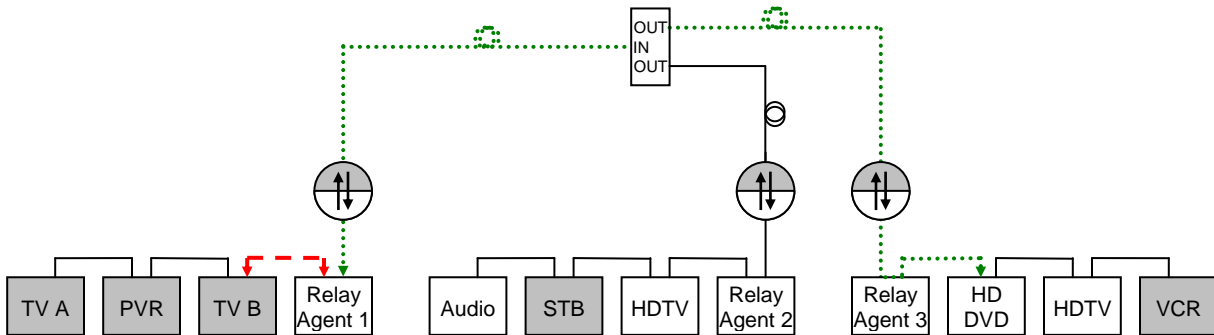 OUT
IN
OUT
TV A
PVR
TV B
Relay
Agent 1
Audio
STB
HDTV
Relay
Agent 2
Relay
Agent 3
HD
DVD
HDTV
VCR